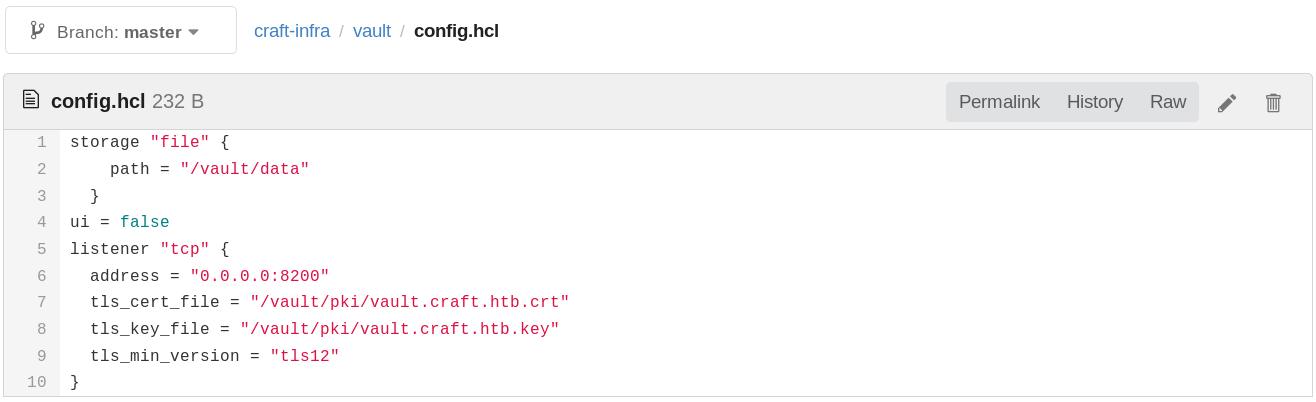 Branch: master craft-infra / vault / config.hcl
config.hcl 232 B Permalink History Raw
1 storage "file" {
2     path = "/vault/data"
3   }
4 ui = false
5 listener "tcp" {
6   address = "0.0.0.0:8200"
7   tls_cert_file = "/vault/pki/vault.craft.htb.crt"
8   tls_key_file = "/vault/pki/vault.craft.htb.key"
9   tls_min_version = "tls12"
10 }